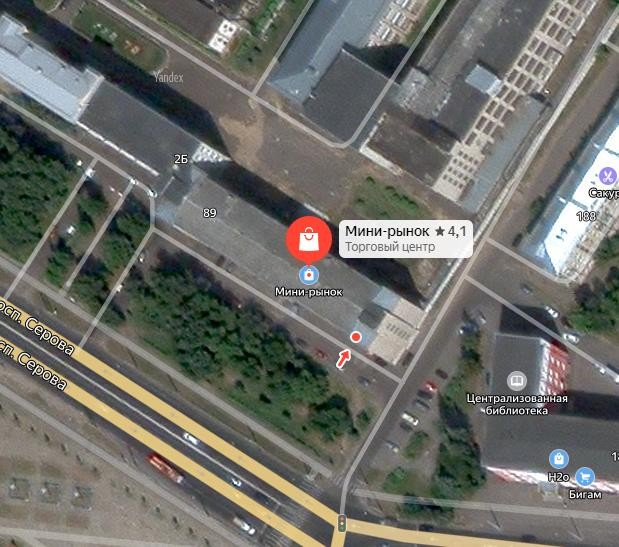 Yandex
2Б
89
Мини-рынок ★ 4,1
Торговый центр
Сакур
188
Мини-рынок
осп. Серова
сп. Серова
Централизованная
библиотека
H2o
Бигам